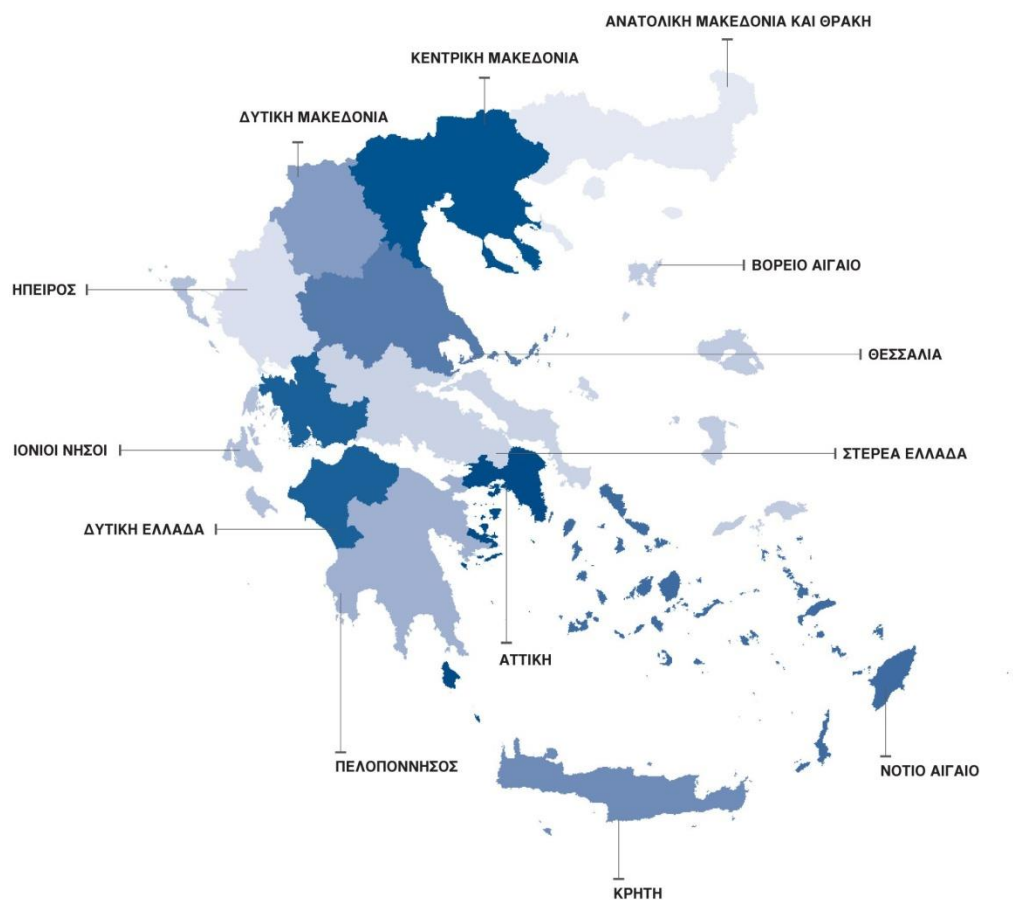 ΑΝΑΤΟΛΙΚΗ ΜΑΚΕΔΟΝΙΑ ΚΑΙ ΘΡΑΚΗ
ΚΕΝΤΡΙΚΗ ΜΑΚΕΔΟΝΙΑ
ΔΥΤΙΚΗ ΜΑΚΕΔΟΝΙΑ
ΒΟΡΕΙΟ ΑΙΓΑΙΟ
ΗΠΕΙΡΟΣ
ΘΕΣΣΑΛΙΑ
ΙΟΝΙΟΙ ΝΗΣΟΙ
ΣΤΕΡΕΑ ΕΛΛΑΔΑ
ΔΥΤΙΚΗ ΕΛΛΑΔΑ
ΑΤΤΙΚΗ
ΠΕΛΟΠΟΝΝΗΣΟΣ
ΝΟΤΙΟ ΑΙΓΑΙΟ
ΚΡΗΤΗ